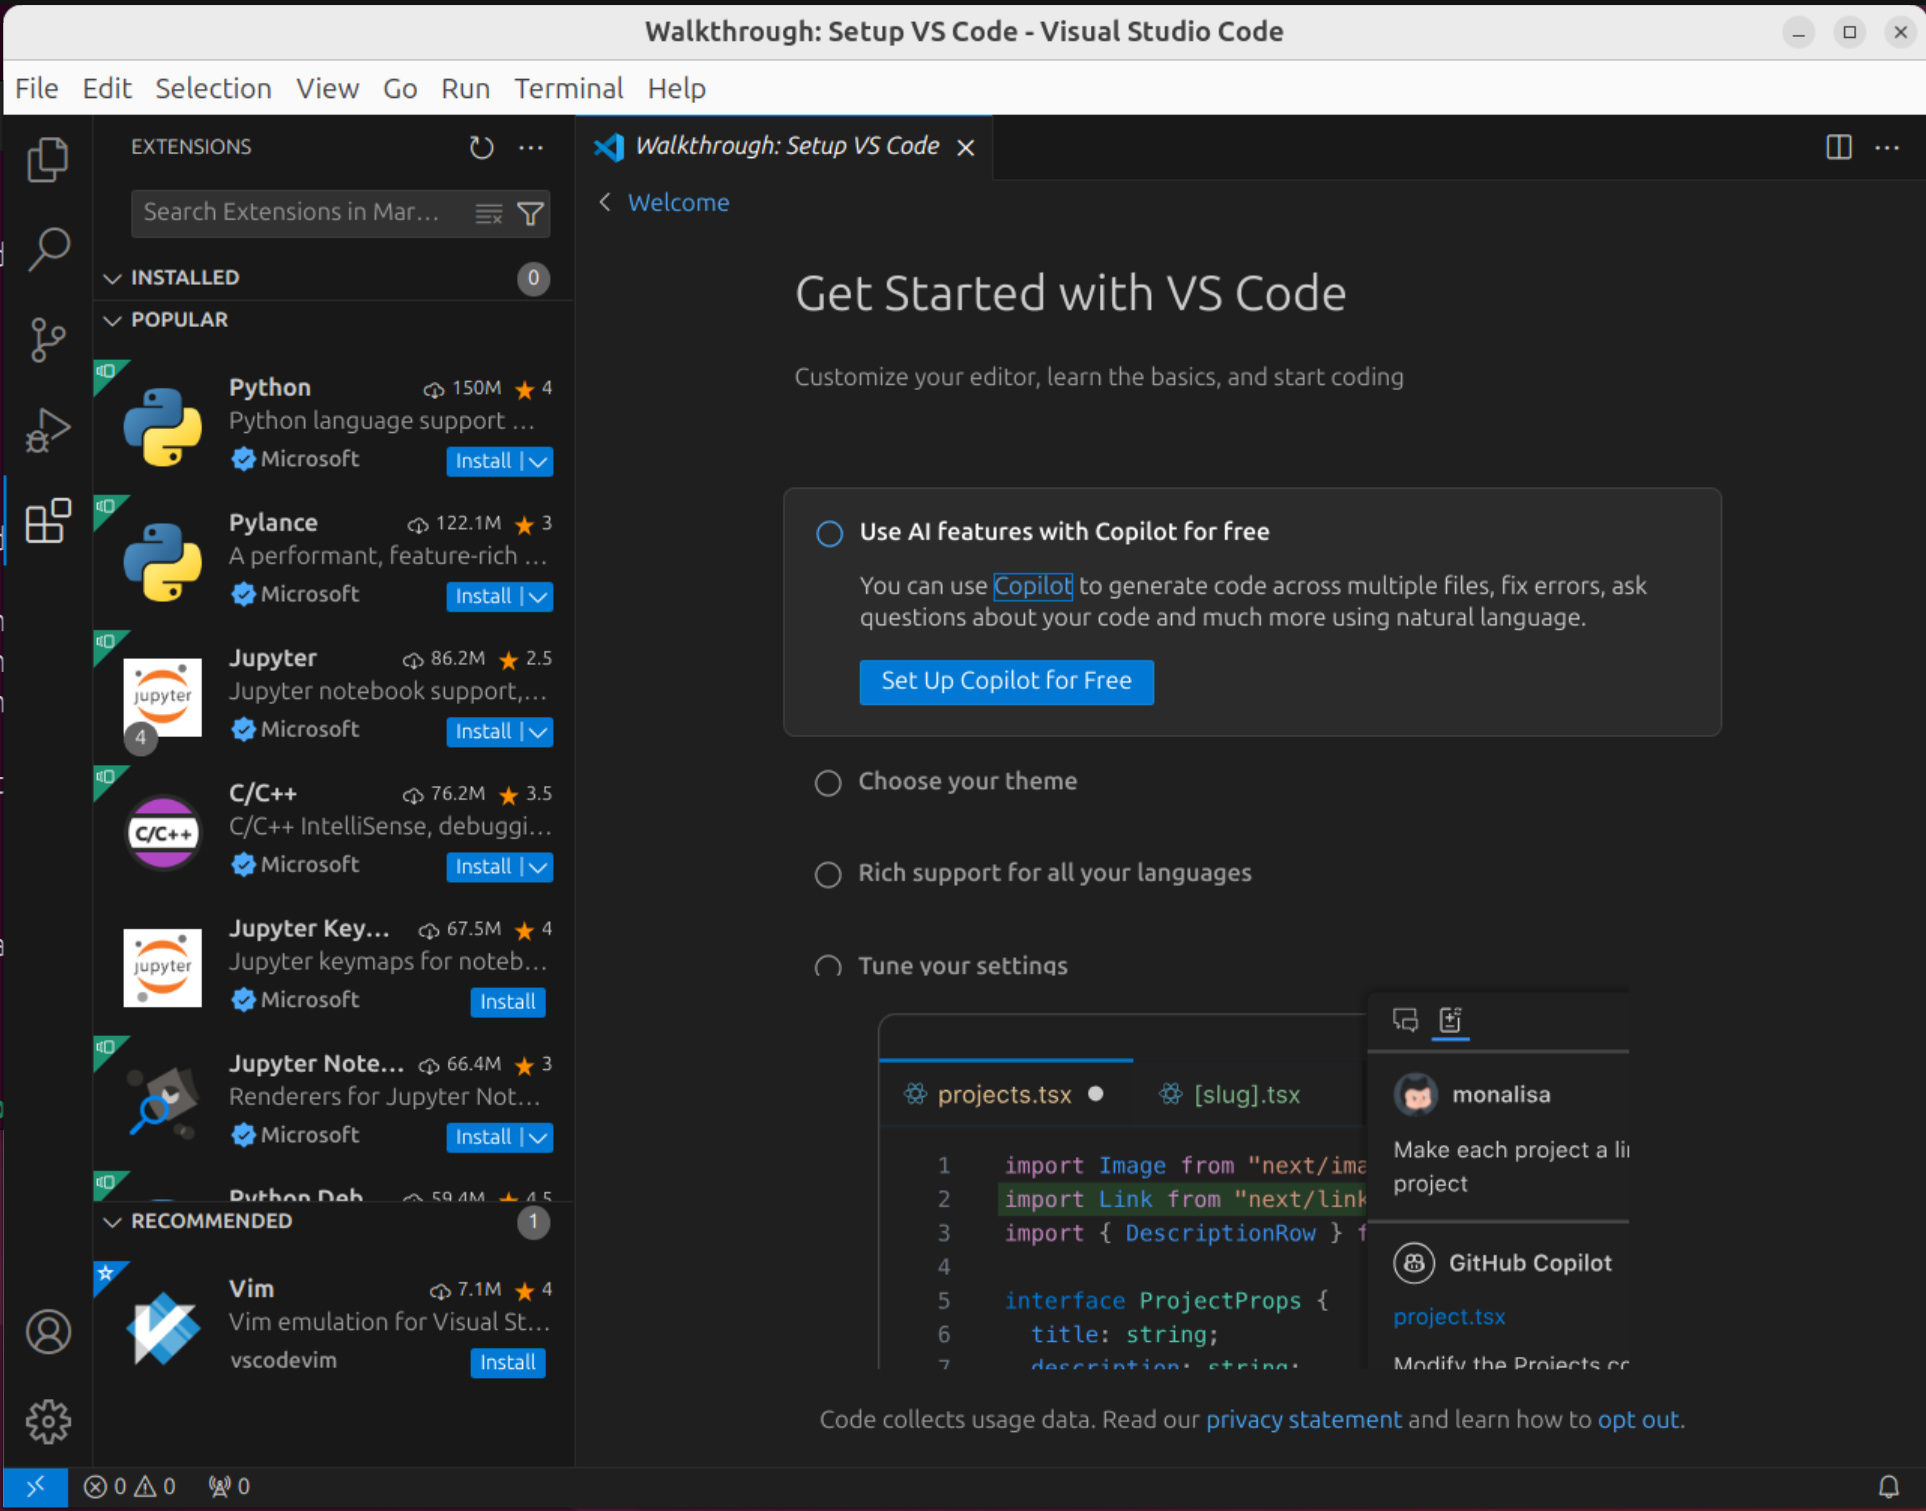 Walkthrough: Setup VS Code - Visual Studio Code
File Edit Selection View Go Run Terminal Help
EXTENSIONS
Search Extensions in Mar...
INSTALLED 0
POPULAR
Python 150M 4
Python language support ...
Microsoft Install
Pylance 122.1M 3
A performant, feature-rich ...
Microsoft Install
Jupyter 86.2M 2.5
Jupyter notebook support,...
Microsoft Install
jupyter
4
C/C++ 76.2M 3.5
C/C++ IntelliSense, debuggi...
Microsoft Install
C/C++
Jupyter Key... 67.5M 4
Jupyter keymaps for noteb...
Microsoft Install
jupyter
Jupyter Note... 66.4M 3
Renderers for Jupyter Not...
Microsoft Install
Python Deb 59.4M 4.5
RECOMMENDED 1
Vim 7.1M 4
Vim emulation for Visual St...
vscodevim Install
Walkthrough: Setup VS Code
Welcome
Get Started with VS Code
Customize your editor, learn the basics, and start coding
Use AI features with Copilot for free
You can use Copilot to generate code across multiple files, fix errors, ask
questions about your code and much more using natural language.
Set Up Copilot for Free
Choose your theme
Rich support for all your languages
Tune your settings
projects.tsx [slug].tsx
1 import Image from "next/ima
2 import Link from "next/link
3 import { DescriptionRow } f
4
5 interface ProjectProps {
6 title: string;
7 description: string;
monalisa
Make each project a li
project
GitHub Copilot
project.tsx
Modify the Projects co
Code collects usage data. Read our privacy statement and learn how to opt out.
0 0 0